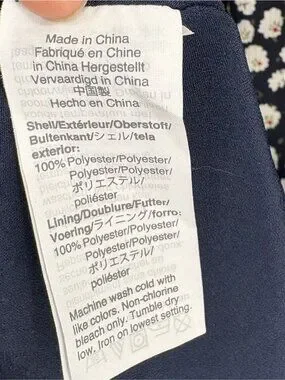 Made in China
Fabriqué en Chine
in China Hergestellt
Vervaardigd in China
中国製
Hecho en China
Shell/Extérieur/Oberstoff/
Buitenkant/シェル/tela
exterior:
100% Polyester/Polyester/
Polyester/Polyester/
ポリエステル/
poliéster
Lining/Doublure/Futter/
Voering/ライニング/forro:
100% Polyester/Polyester/
Polyester/Polyester/
ポリエステル/
poliéster
Machine wash cold with
like colors. Non-chlorine
bleach only. Tumble dry
low. Iron on lowest setting.